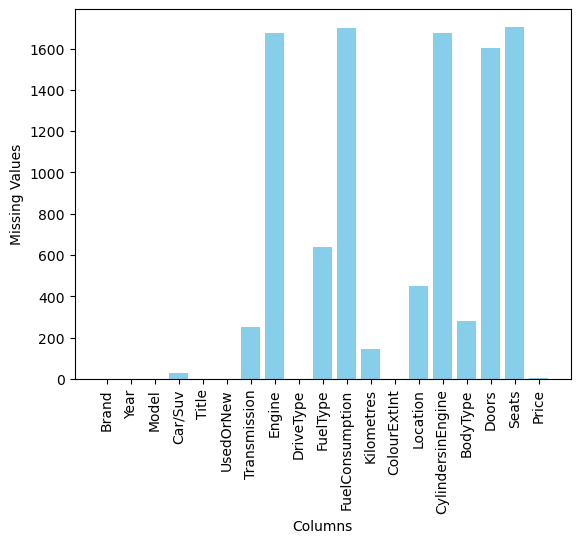 Missing Values
1600
1400
1200
1000
800
600
400
200
0
Brand
Year
Model
Car/Suv
Title
UsedOrNew
Transmission
Engine
DriveType
FuelType
FuelConsumption
Kilometres
ColourExtInt
Location
CylindersinEngine
BodyType
Doors
Seats
Price
Columns